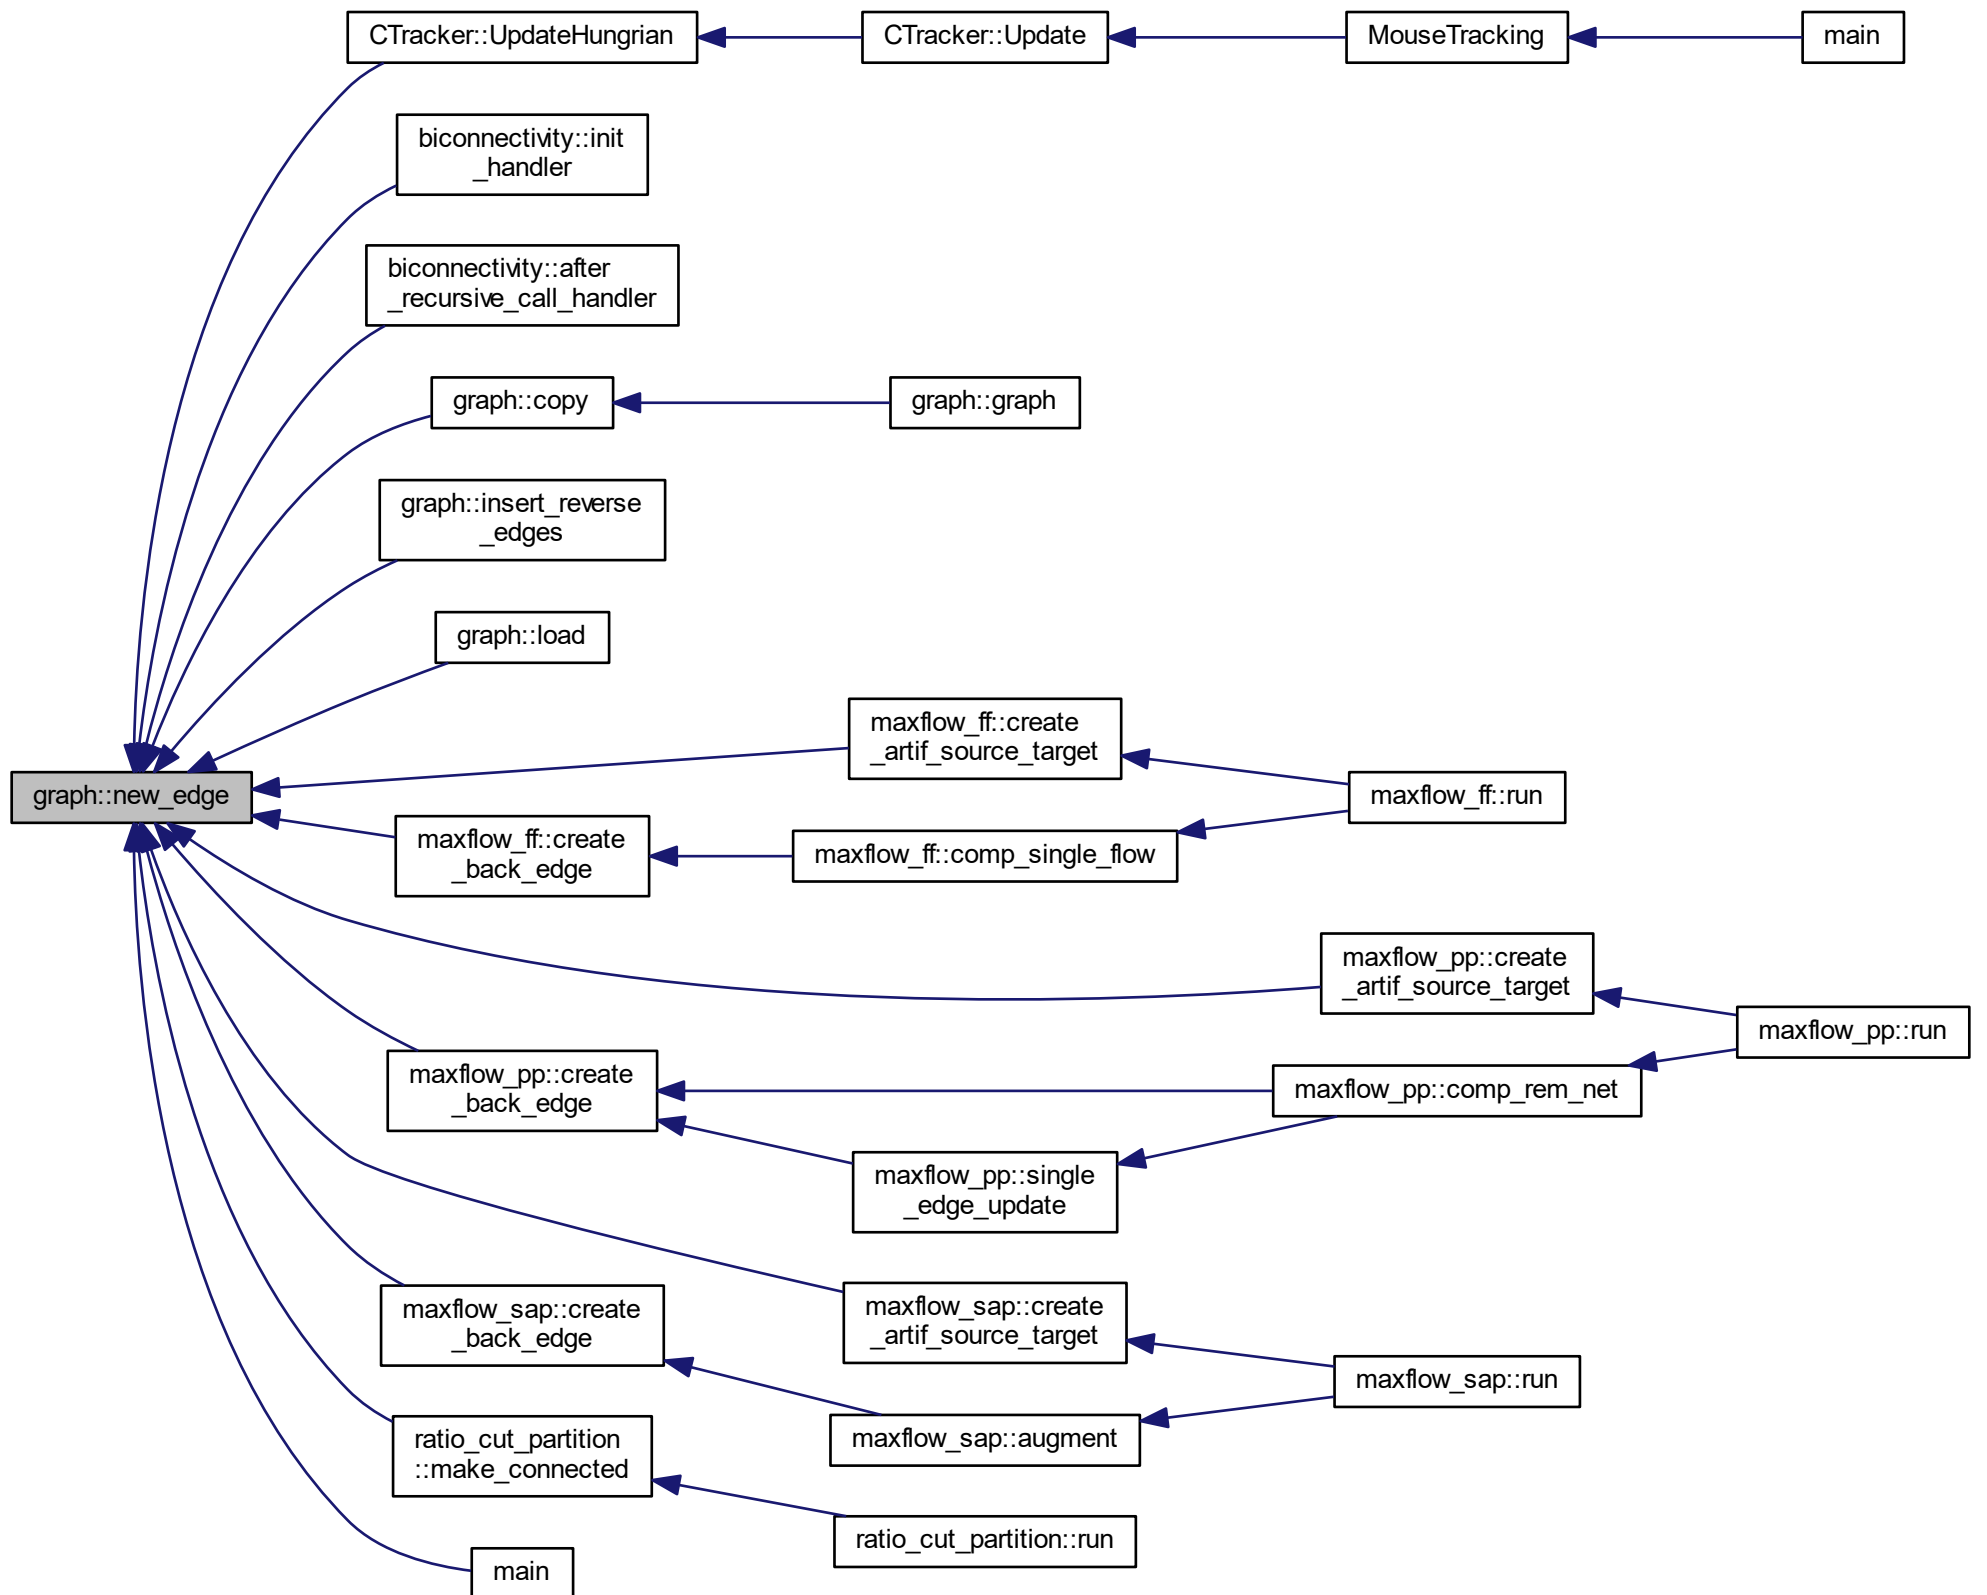 CTracker::UpdateHungrian
CTracker::Update
MouseTracking
main
biconnectivity::init
_handler
biconnectivity::after
_recursive_call_handler
graph::copy
graph::graph
graph::insert_reverse
_edges
graph::load
maxflow_ff::create
_artif_source_target
graph::new_edge
maxflow_ff::run
maxflow_ff::create
_back_edge
maxflow_ff::comp_single_flow
maxflow_pp::create
_artif_source_target
maxflow_pp::run
maxflow_pp::create
_back_edge
maxflow_pp::comp_rem_net
maxflow_pp::single
_edge_update
maxflow_sap::create
_back_edge
maxflow_sap::create
_artif_source_target
maxflow_sap::run
ratio_cut_partition
::make_connected
maxflow_sap::augment
ratio_cut_partition::run
main